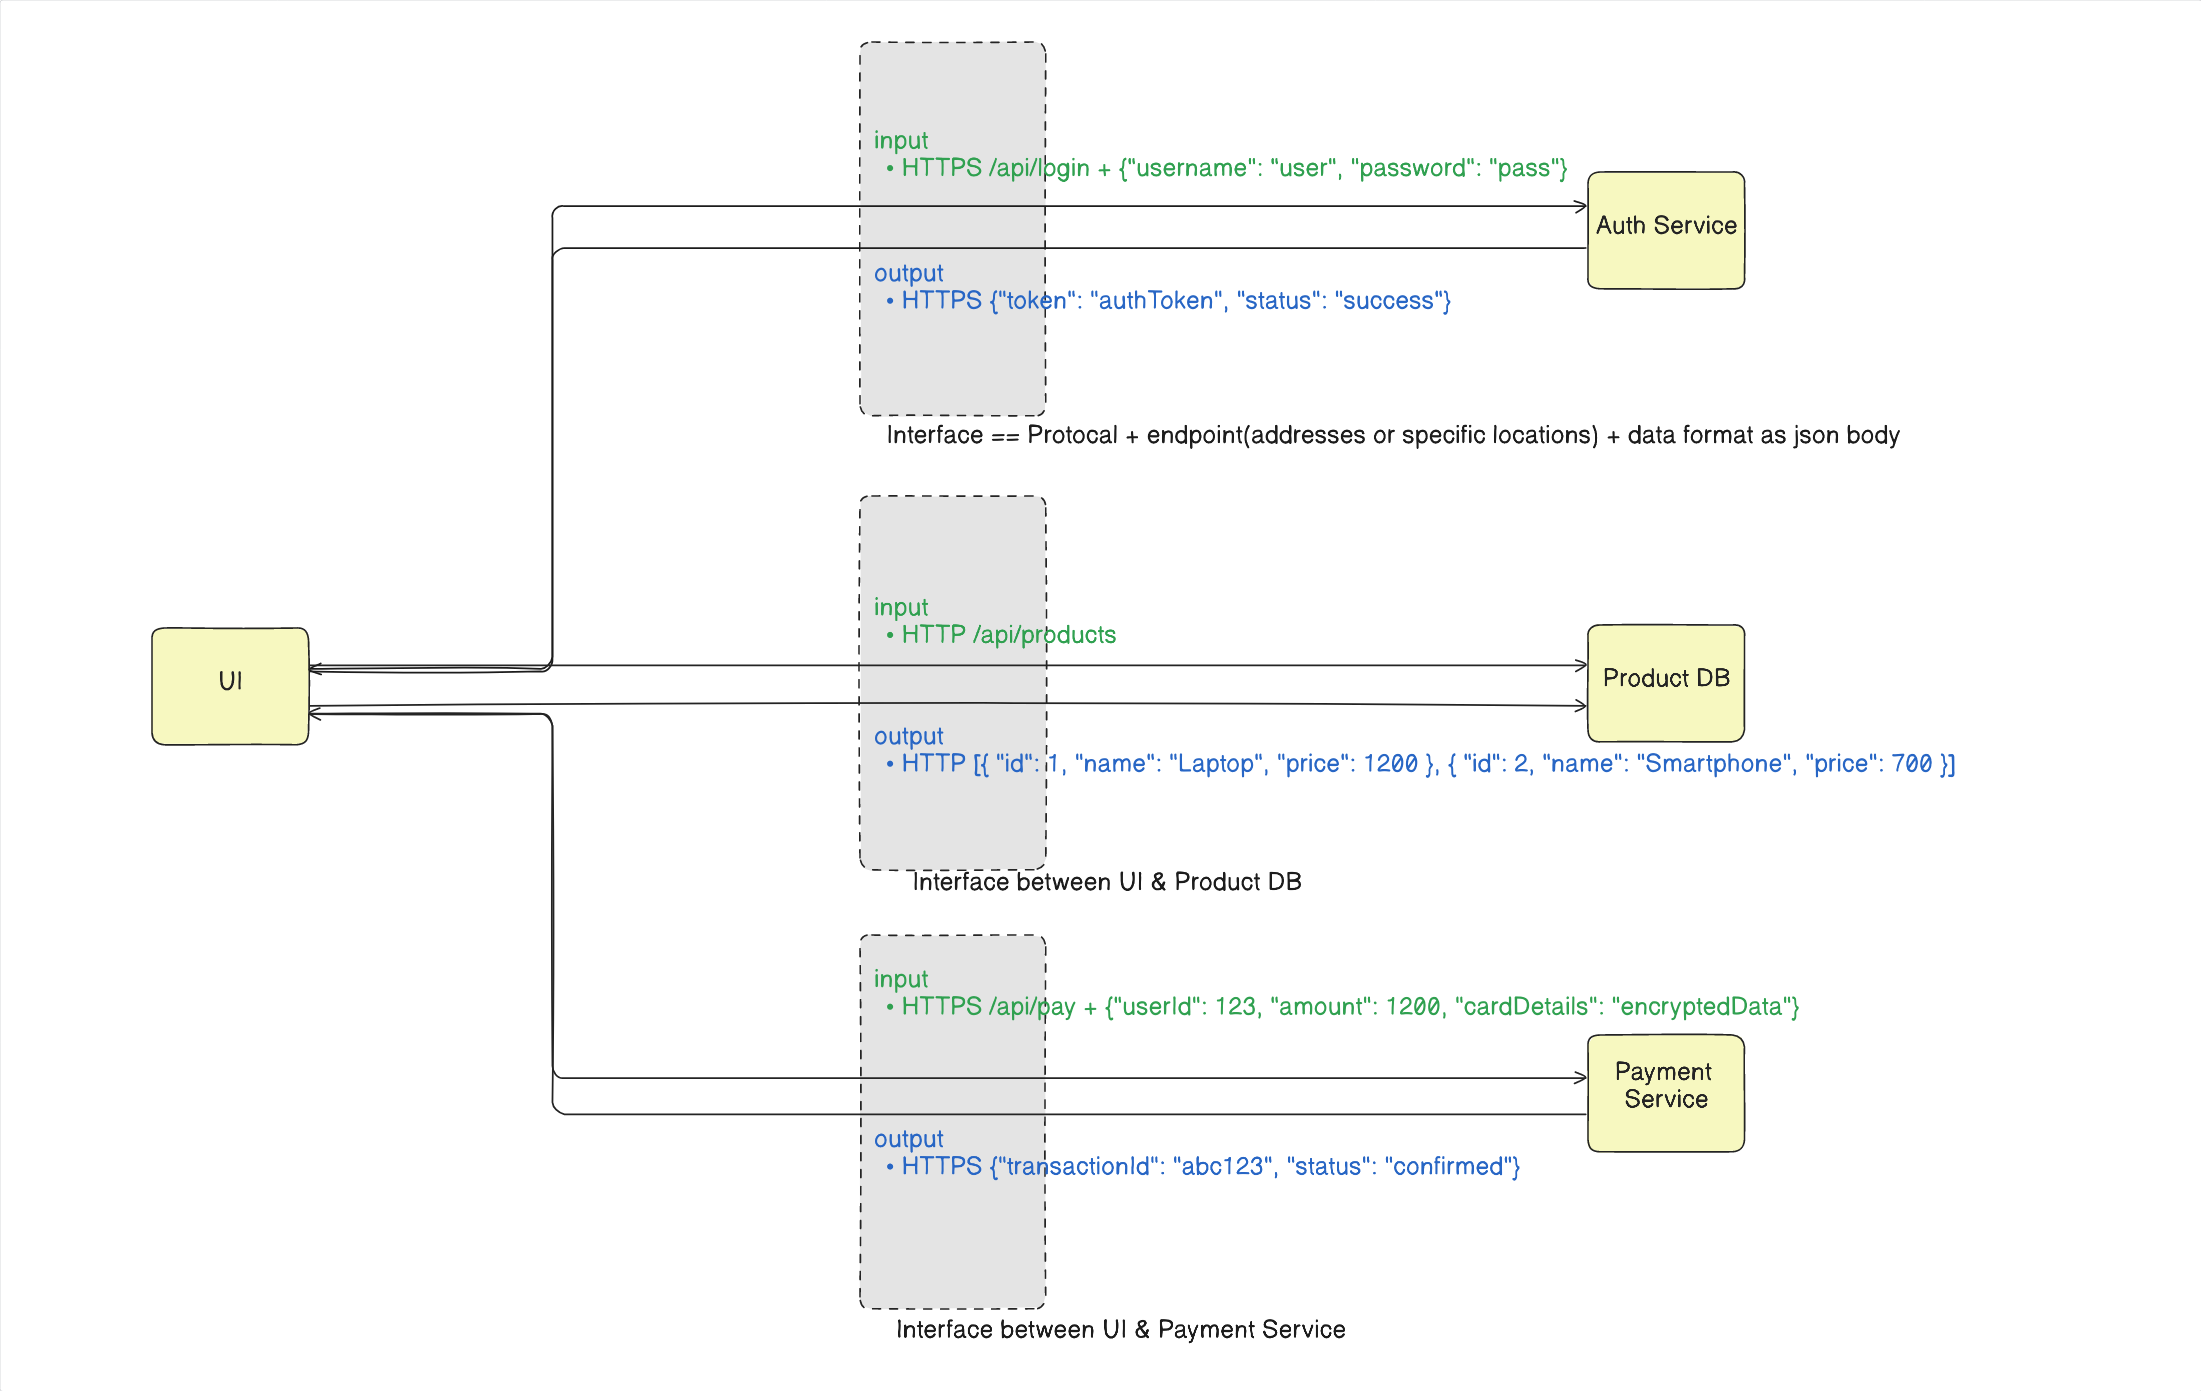 input
• HTTPS /api/login + {"username": "user", "password": "pass"}
Auth Service
output
• HTTPS {"token": "authToken", "status": "success"}
Interface == Protocal + endpoint(addresses or specific locations) + data format as json body
input
• HTTP /api/products
UI
Product DB
output
• HTTP [{ "id": 1, "name": "Laptop", "price": 1200 }, { "id": 2, "name": "Smartphone", "price": 700 }]
Interface between UI & Product DB
input
• HTTPS /api/pay + {"userId": 123, "amount": 1200, "cardDetails": "encryptedData"}
Payment
Service
output
• HTTPS {"transactionId": "abc123", "status": "confirmed"}
Interface between UI & Payment Service